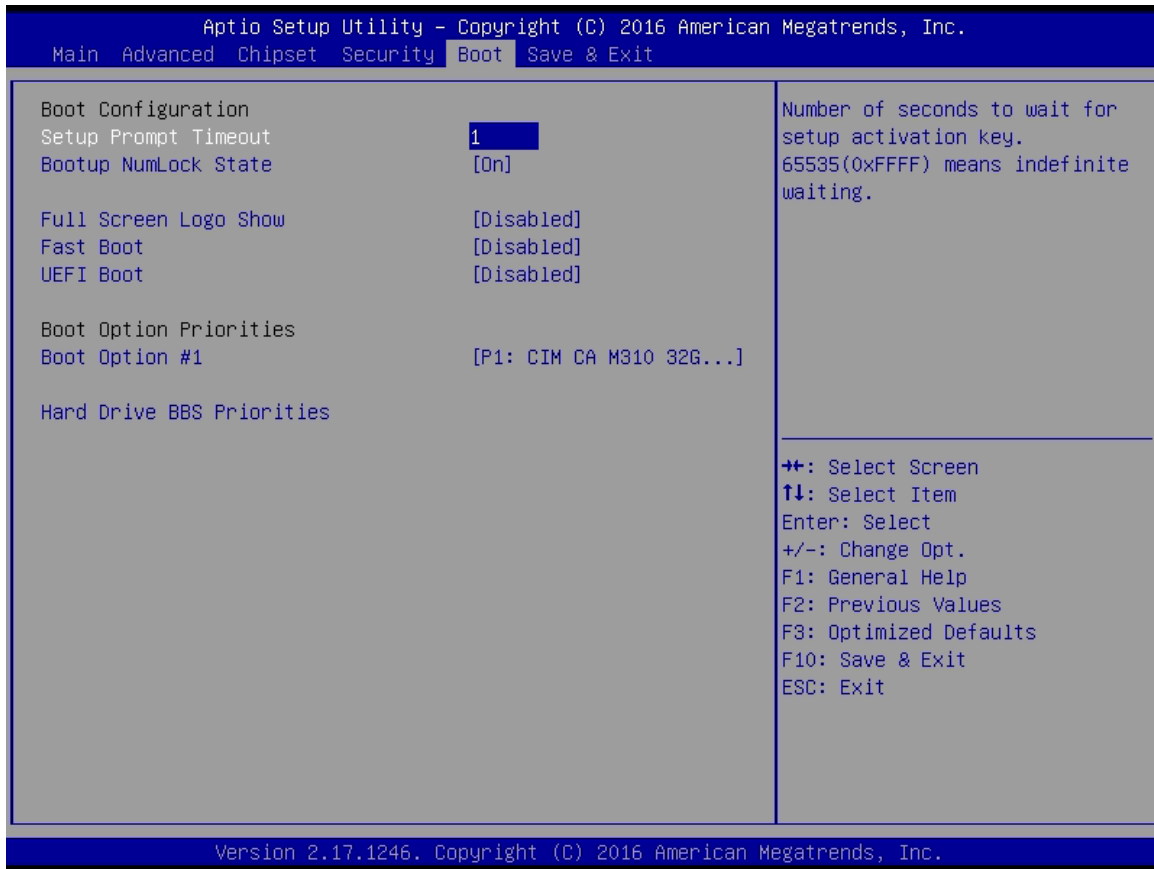 Aptio Setup Utility – Copyright (C) 2016 American Megatrends, Inc.
Main Advanced Chipset Security Boot Save & Exit
Boot Configuration
Setup Prompt Timeout 1
Bootup NumLock State [On]
Full Screen Logo Show [Disabled]
Fast Boot [Disabled]
UEFI Boot [Disabled]
Boot Option Priorities
Boot Option #1 [P1: CIM CA M310 32G...]
Hard Drive BBS Priorities
Number of seconds to wait for
setup activation key.
65535(0xFFFF) means indefinite
waiting.
→←: Select Screen
↑↓: Select Item
Enter: Select
+/-: Change Opt.
F1: General Help
F2: Previous Values
F3: Optimized Defaults
F10: Save & Exit
ESC: Exit
Version 2.17.1246. Copyright (C) 2016 American Megatrends, Inc.